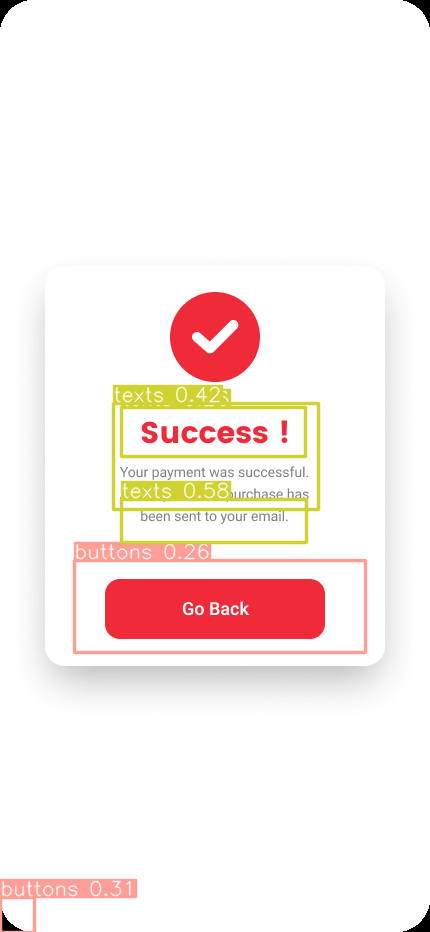 texts 0.42
Success !
Your payment was successful.
texts 0.58 purchase has
been sent to your email.
buttons 0.26
Go Back
buttons 0.31